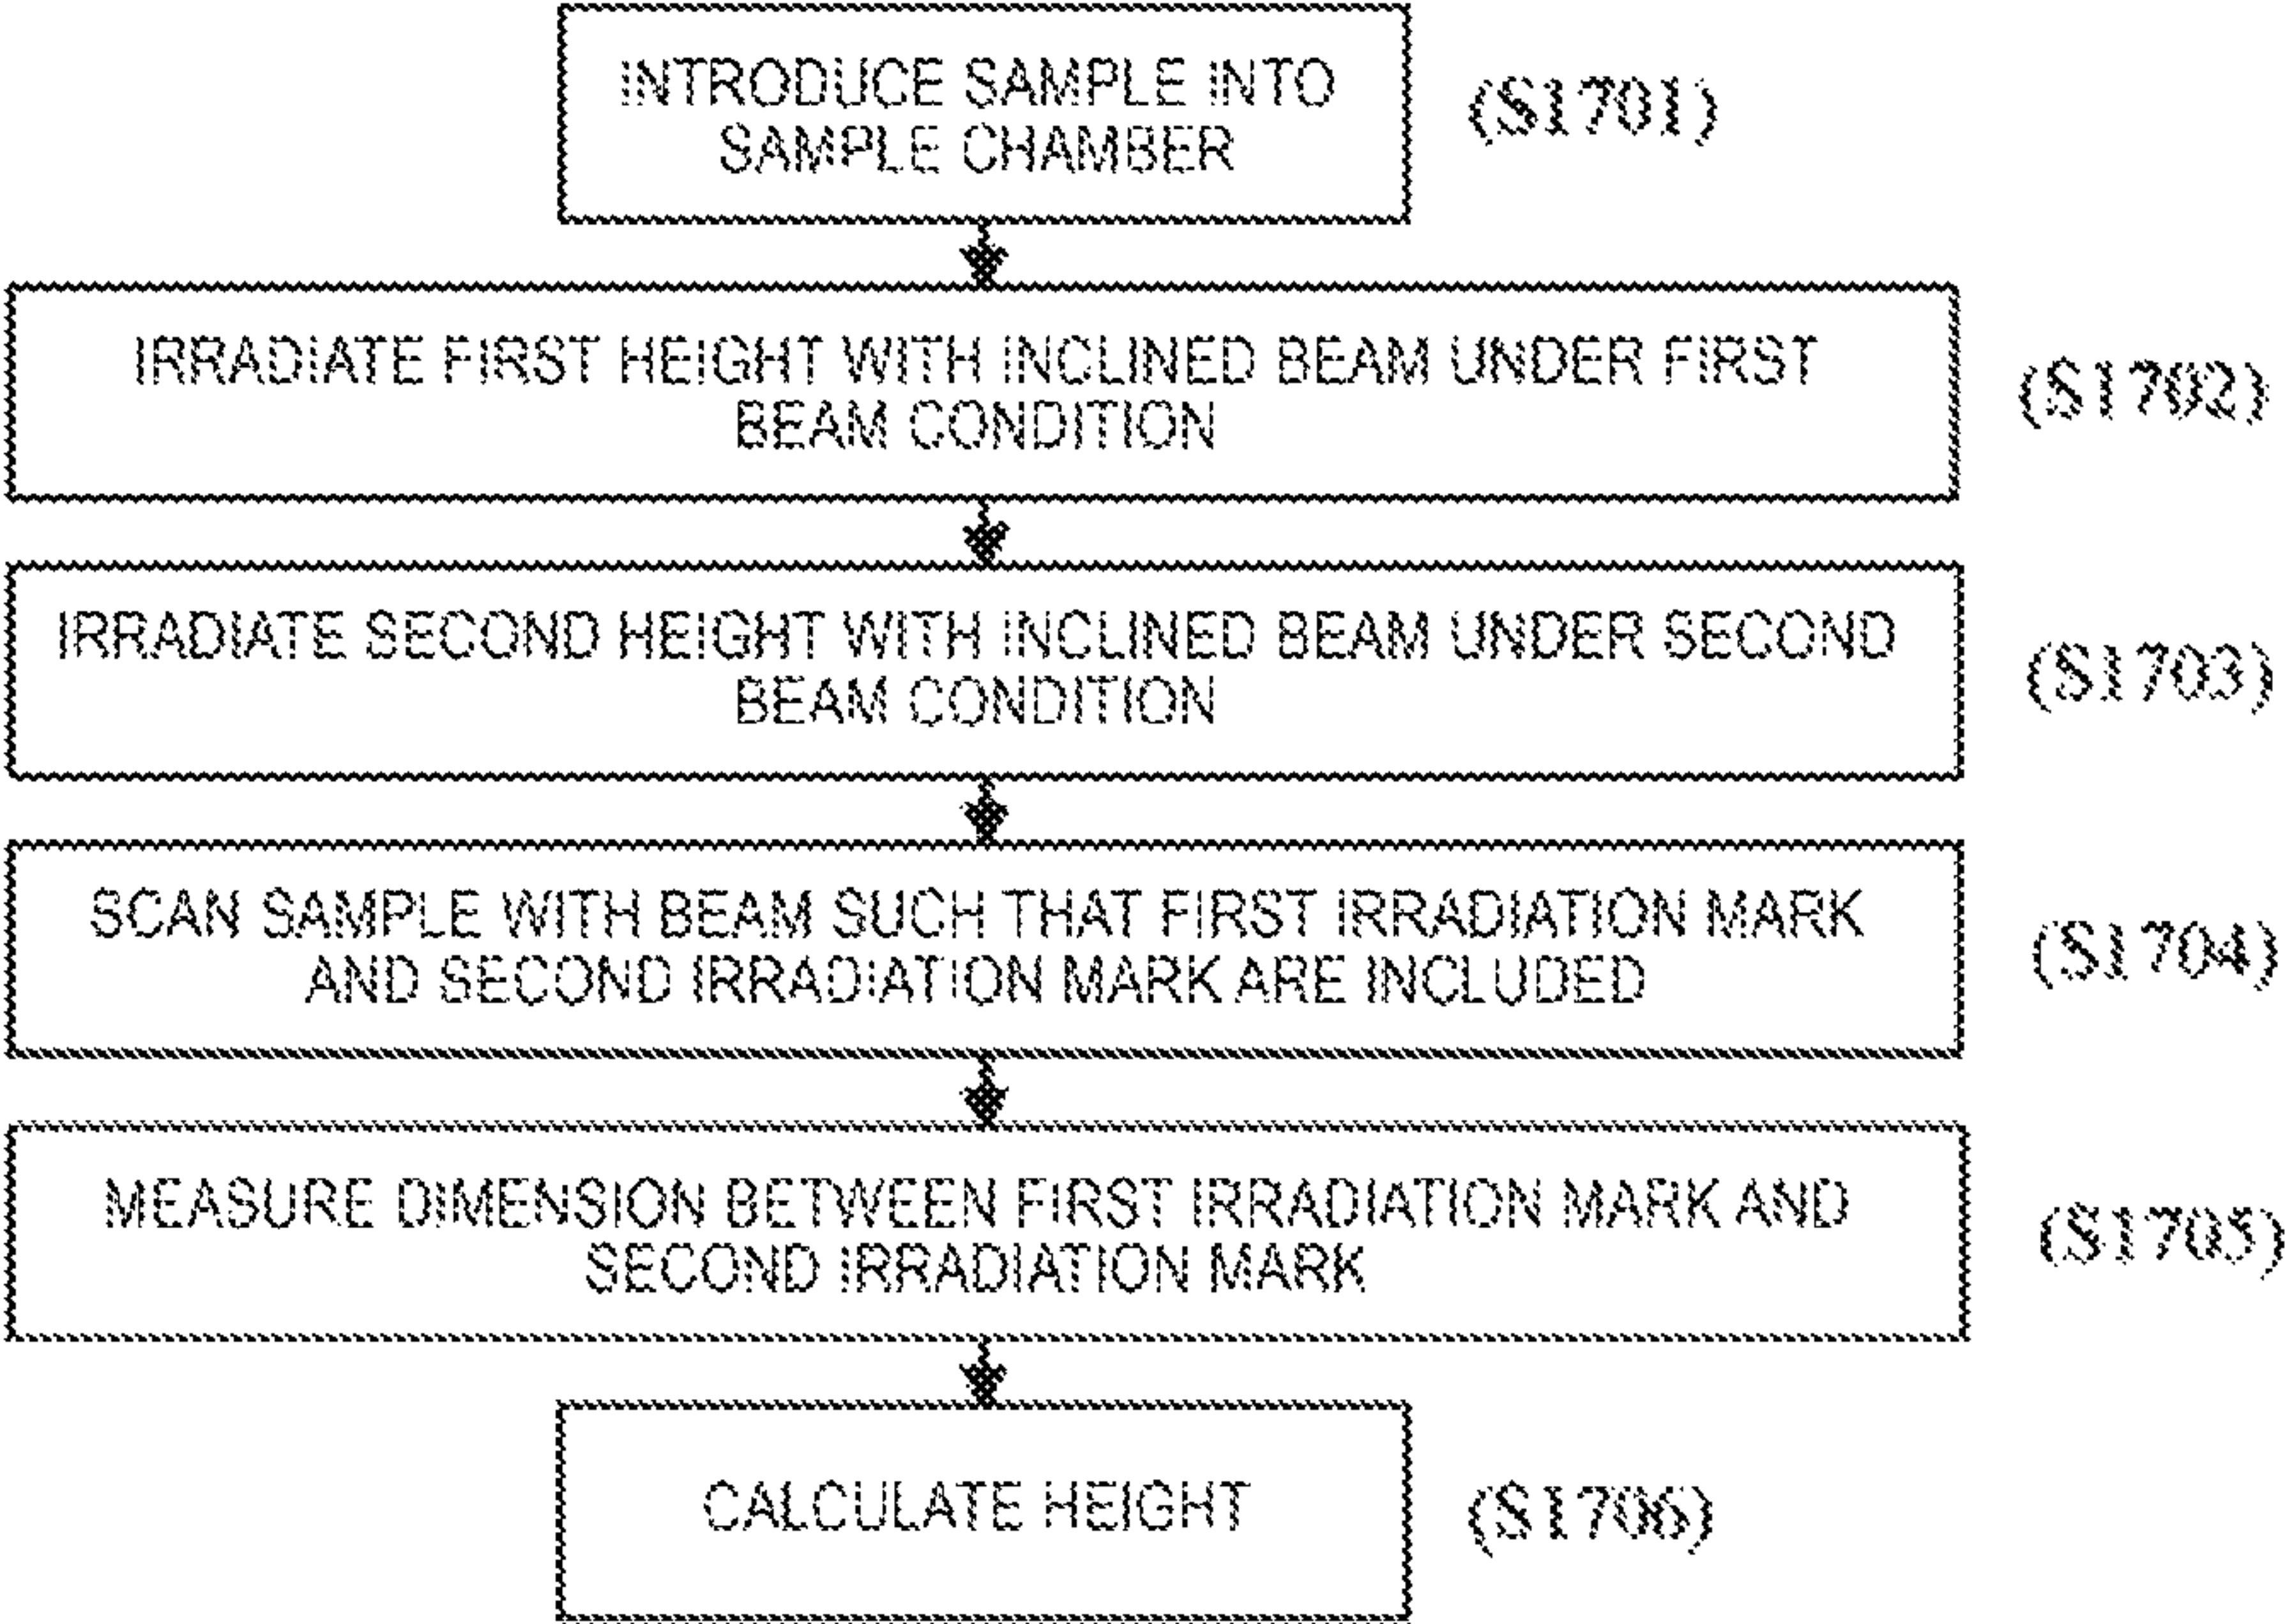 INTRODUCE SAMPLE INTO
SAMPLE CHAMBER
(S1701)
IRRADIATE FIRST HEIGHT WITH INCLINED BEAM UNDER FIRST
BEAM CONDITION
(S1702)
IRRADIATE SECOND HEIGHT WITH INCLINED BEAM UNDER SECOND
BEAM CONDITION
(S1703)
SCAN SAMPLE WITH BEAM SUCH THAT FIRST IRRADIATION MARK
AND SECOND IRRADIATION MARK ARE INCLUDED
(S1704)
MEASURE DIMENSION BETWEEN FIRST IRRADIATION MARK AND
SECOND IRRADIATION MARK
(S1705)
CALCULATE HEIGHT
(S1706)